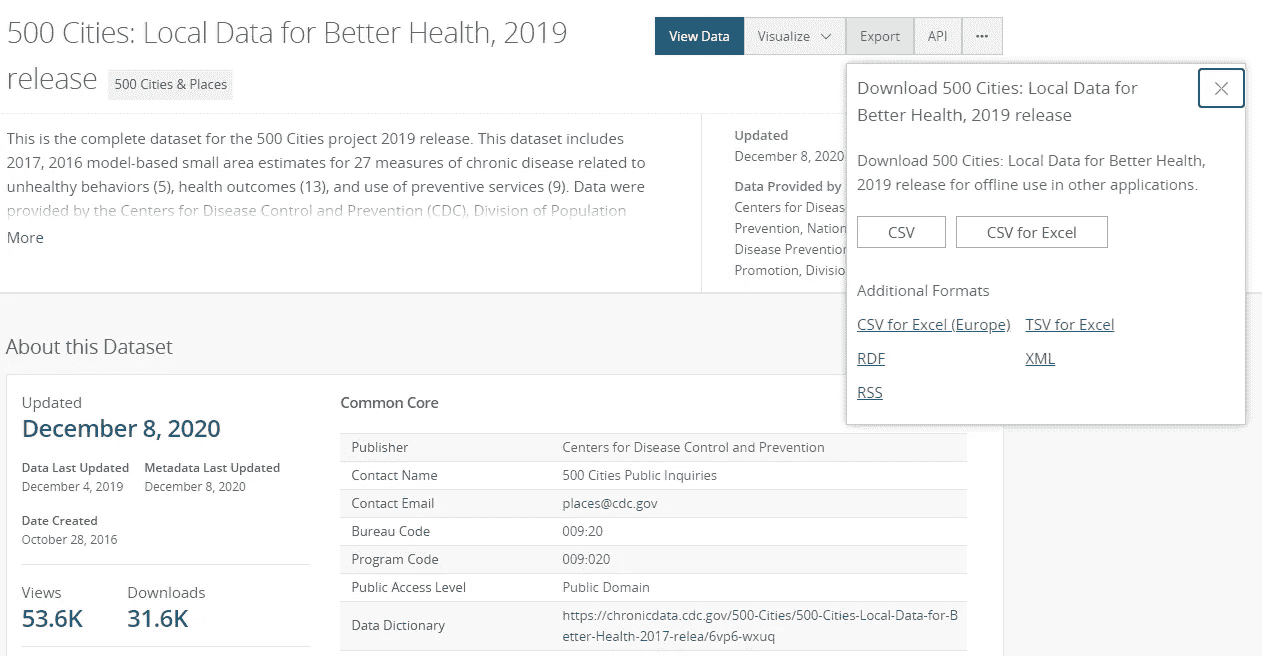 500 Cities: Local Data for Better Health, 2019
release 500 Cities & Places
View Data Visualize Export API ...
This is the complete dataset for the 500 Cities project 2019 release. This dataset includes
2017, 2016 model-based small area estimates for 27 measures of chronic disease related to
unhealthy behaviors (5), health outcomes (13), and use of preventive services (9). Data were
provided by the Centers for Disease Control and Prevention (CDC), Division of Population
More
Updated
December 8, 2020
Data Provided by
Centers for Diseas
Prevention, Nation
Disease Prevention
Promotion, Divisio
Download 500 Cities: Local Data for
Better Health, 2019 release
Download 500 Cities: Local Data for Better Health,
2019 release for offline use in other applications.
CSV CSV for Excel
Additional Formats
CSV for Excel (Europe) TSV for Excel
RDF XML
RSS
About this Dataset
Updated
December 8, 2020
Data Last Updated Metadata Last Updated
December 4, 2019 December 8, 2020
Date Created
October 28, 2016
Views Downloads
53.6K 31.6K
Common Core
Publisher Centers for Disease Control and Prevention
Contact Name 500 Cities Public Inquiries
Contact Email places@cdc.gov
Bureau Code 009:20
Program Code 009:020
Public Access Level Public Domain
Data Dictionary https://chronicdata.cdc.gov/500-Cities/500-Cities-Local-Data-for-B
etter-Health-2017-relea/6vp6-wxuq